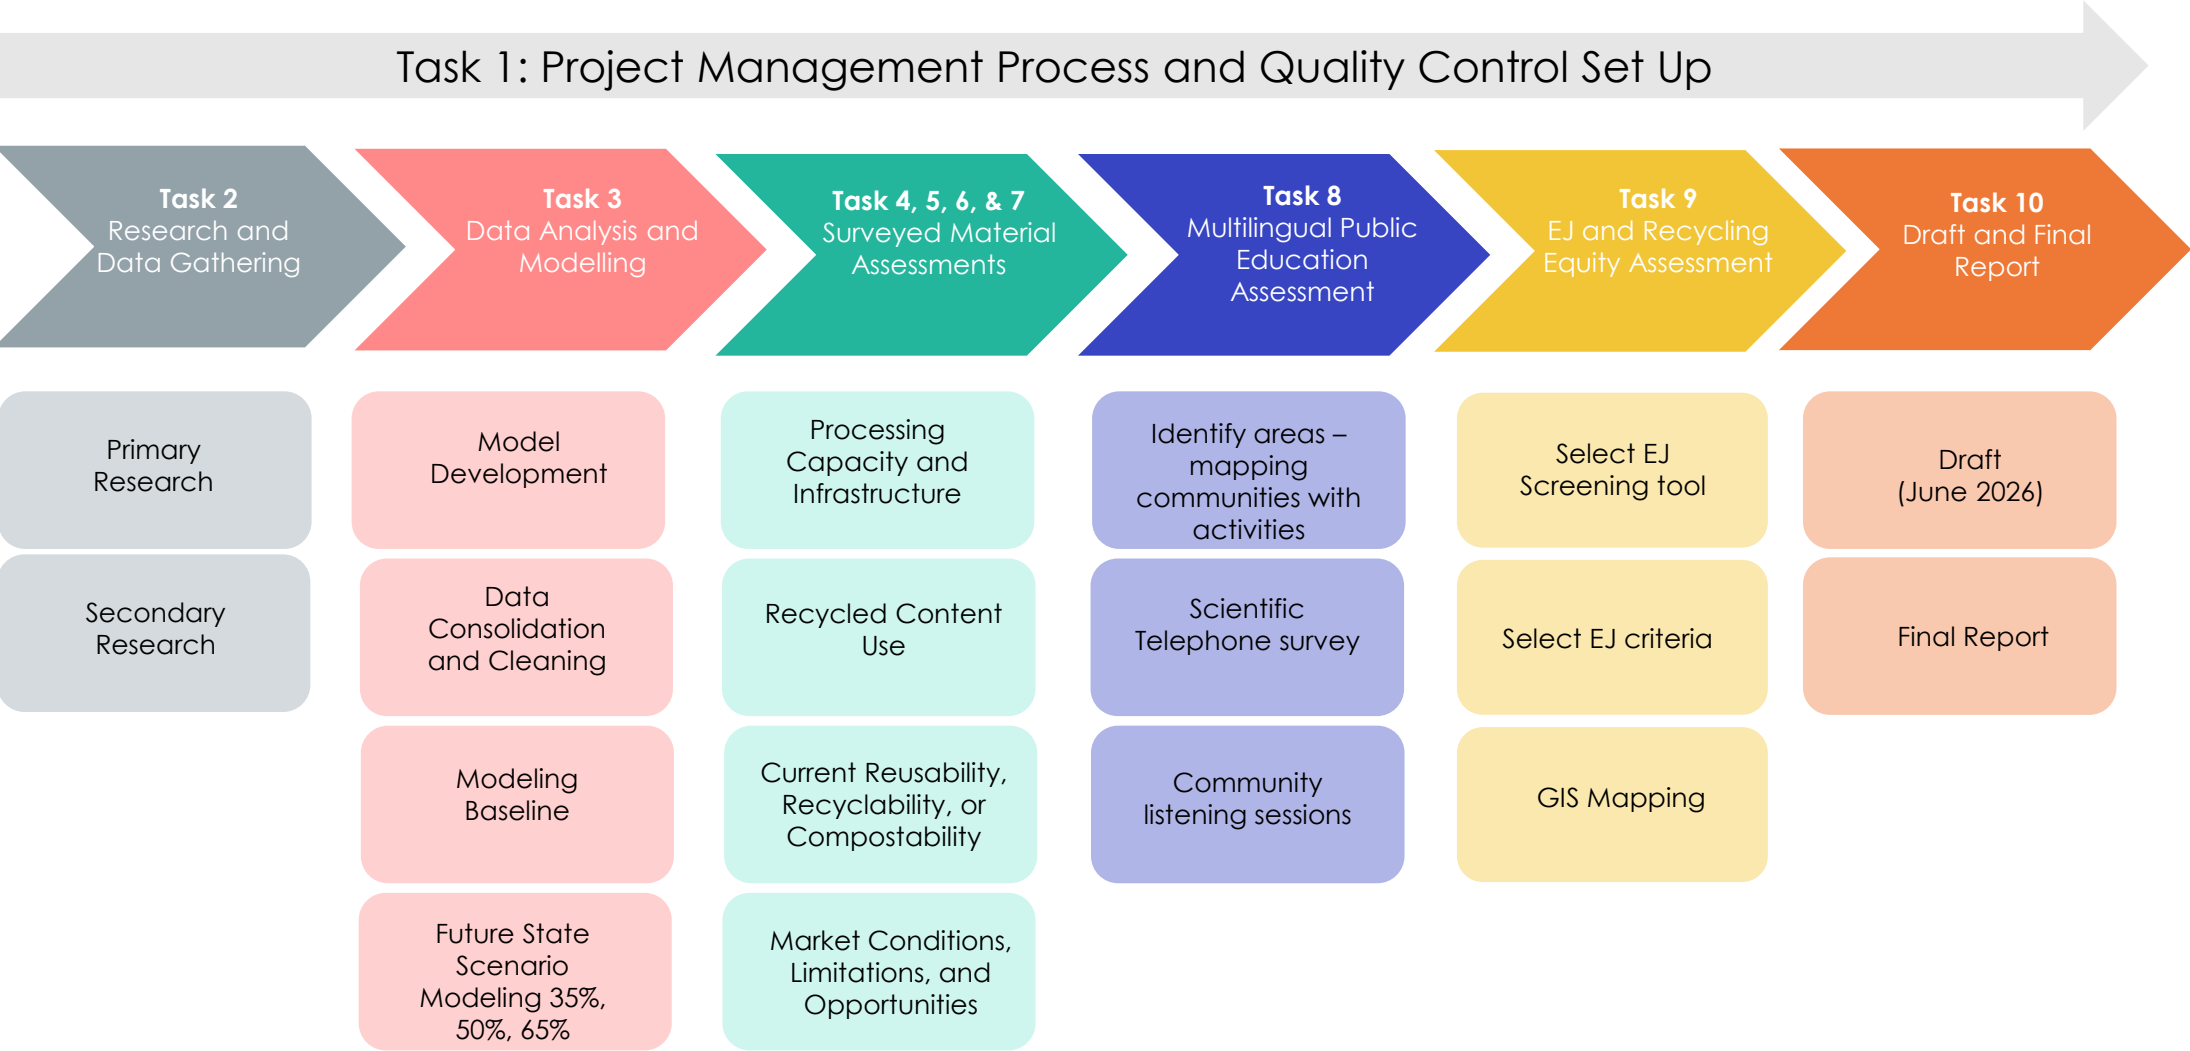 Task 1: Project Management Process and Quality Control Set Up
Task 2
Research and
Data Gathering
Task 3
Data Analysis and
Modelling
Task 4, 5, 6, & 7
Surveyed Material
Assessments
Task 8
Multilingual Public
Education
Assessment
Task 9
EJ and Recycling
Equity Assessment
Task 10
Draft and Final
Report
Primary
Research
Secondary
Research
Model
Development
Data
Consolidation
and Cleaning
Modeling
Baseline
Future State
Scenario
Modeling 35%,
50%, 65%
Processing
Capacity and
Infrastructure
Recycled Content
Use
Current Reusability,
Recyclability, or
Compostability
Market Conditions,
Limitations, and
Opportunities
Identify areas –
mapping
communities with
activities
Scientific
Telephone survey
Community
listening sessions
Select EJ
Screening tool
Select EJ criteria
GIS Mapping
Draft
(June 2026)
Final Report